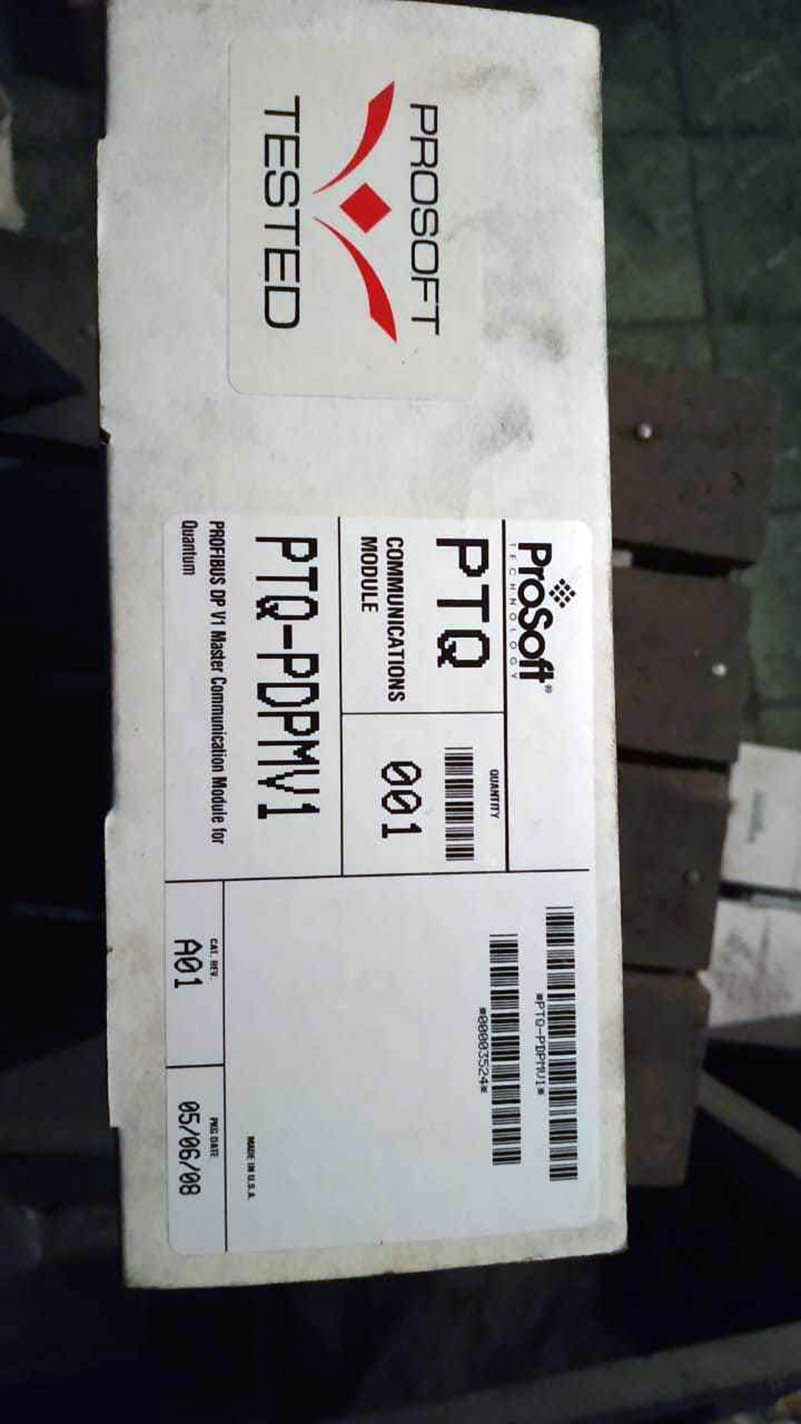 PROSOFT
TESTED
ProSoft®
TECHNOLOGY
PTQ
COMMUNICATIONS
MODULE
QUANTITY
001
PTQ-PDPMV1
PROFIBUS DP V1 Master Communication Module for
Quantum
*PTQ-PDPMV1*
*000003524*
MADE IN U.S.A.
CAT. REV.
A01
PKG DATE
05/06/08